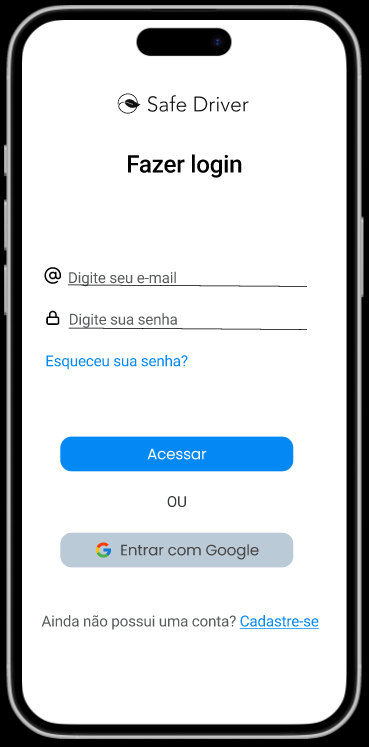 Safe Driver
Fazer login
Digite seu e-mail
Digite sua senha
Esqueceu sua senha?
Acessar
OU
Entrar com Google
Ainda não possui uma conta? Cadastre-se